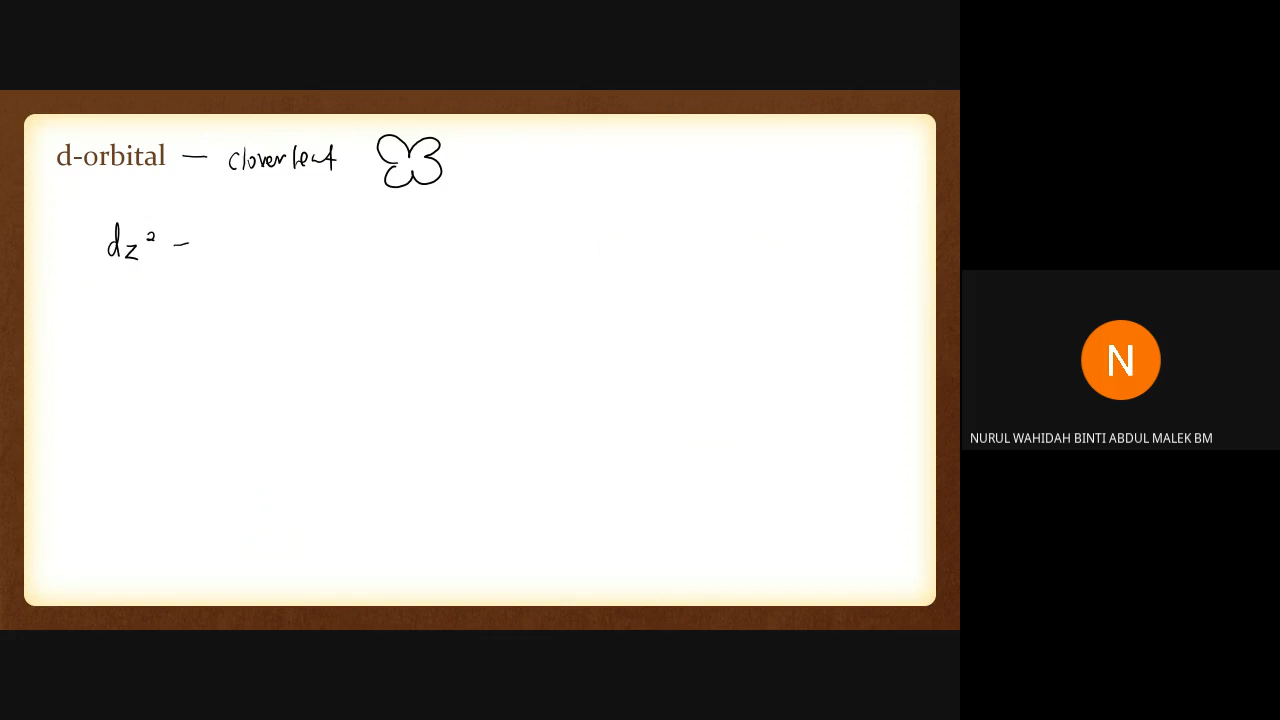 d-orbital — cloverleaf
dz² -
N
NURUL WAHIDAH BINTI ABDUL MALEK BM